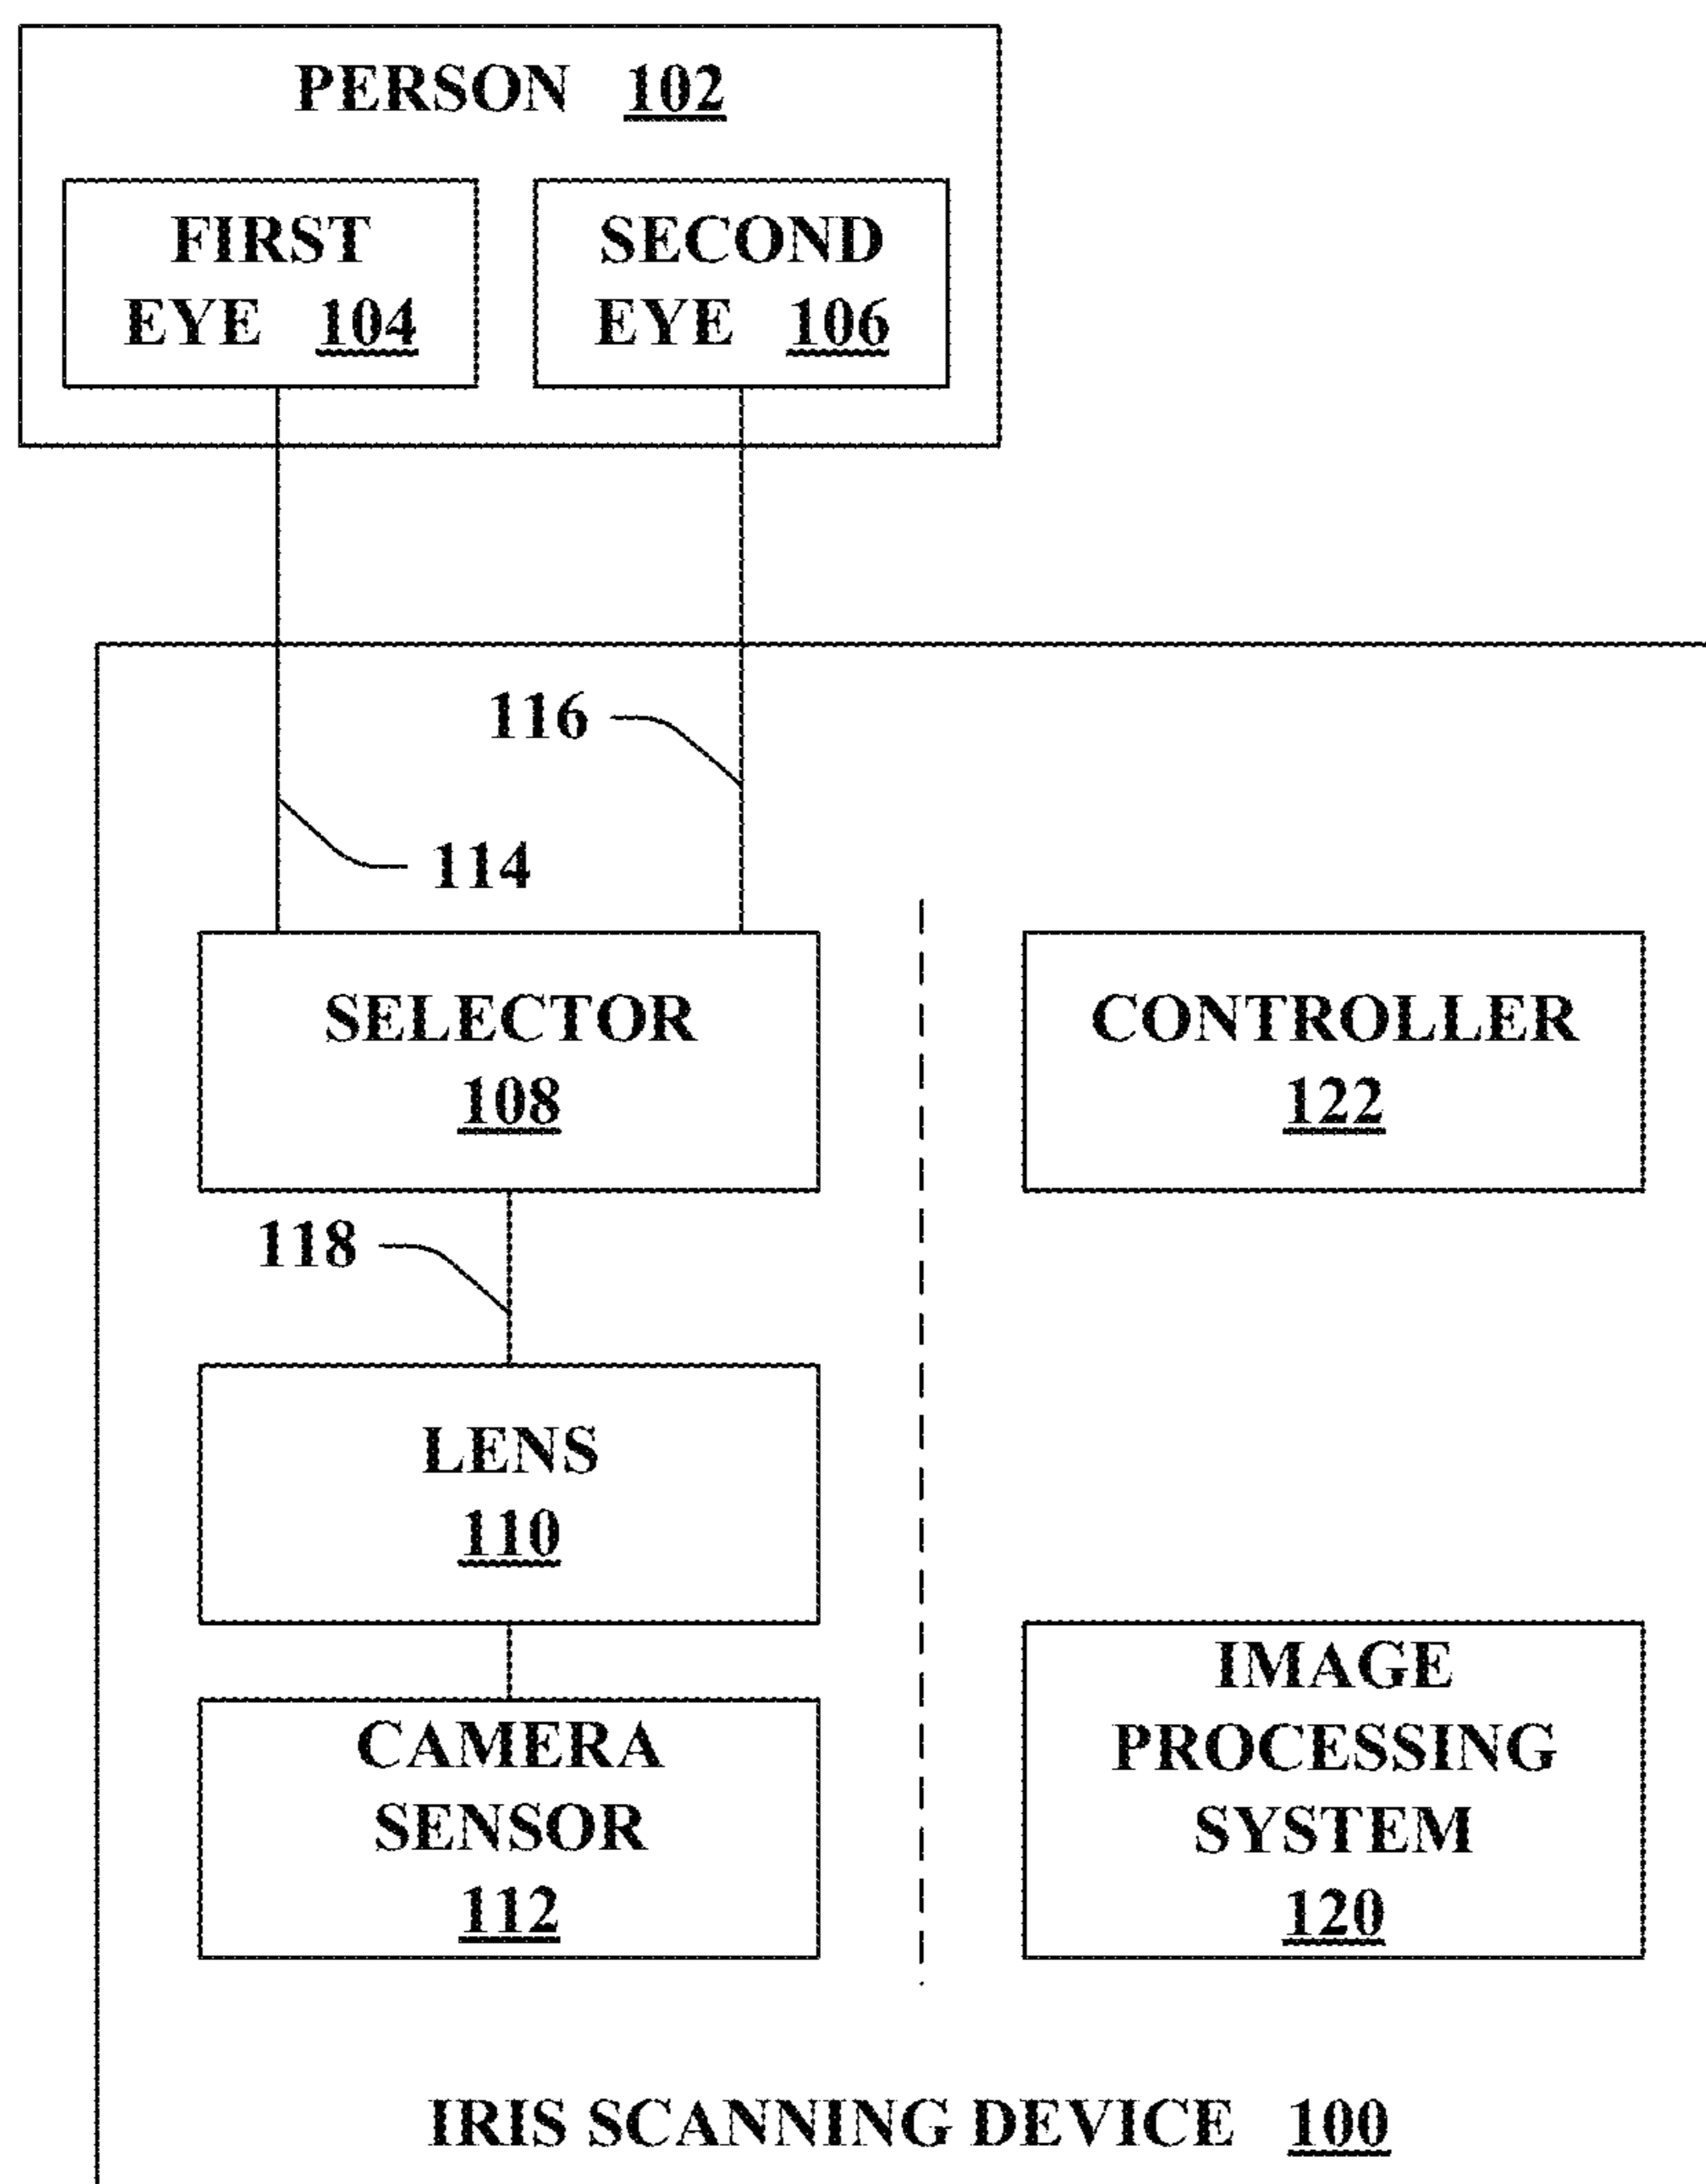 PERSON 102
FIRST
EYE 104
SECOND
EYE 106
116
114
SELECTOR
108
CONTROLLER
122
118
LENS
110
CAMERA
SENSOR
112
IMAGE
PROCESSING
SYSTEM
120
IRIS SCANNING DEVICE 100